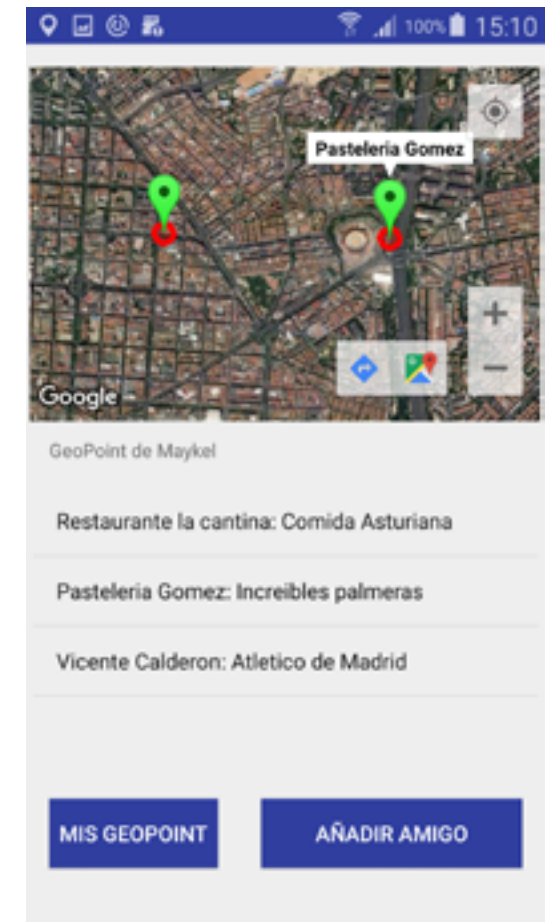 100% 15:10
Pasteleria Gomez
Google
GeoPoint de Maykel
Restaurante la cantina: Comida Asturiana
Pasteleria Gomez: Increibles palmeras
Vicente Calderon: Atletico de Madrid
MIS GEOPOINT
AÑADIR AMIGO